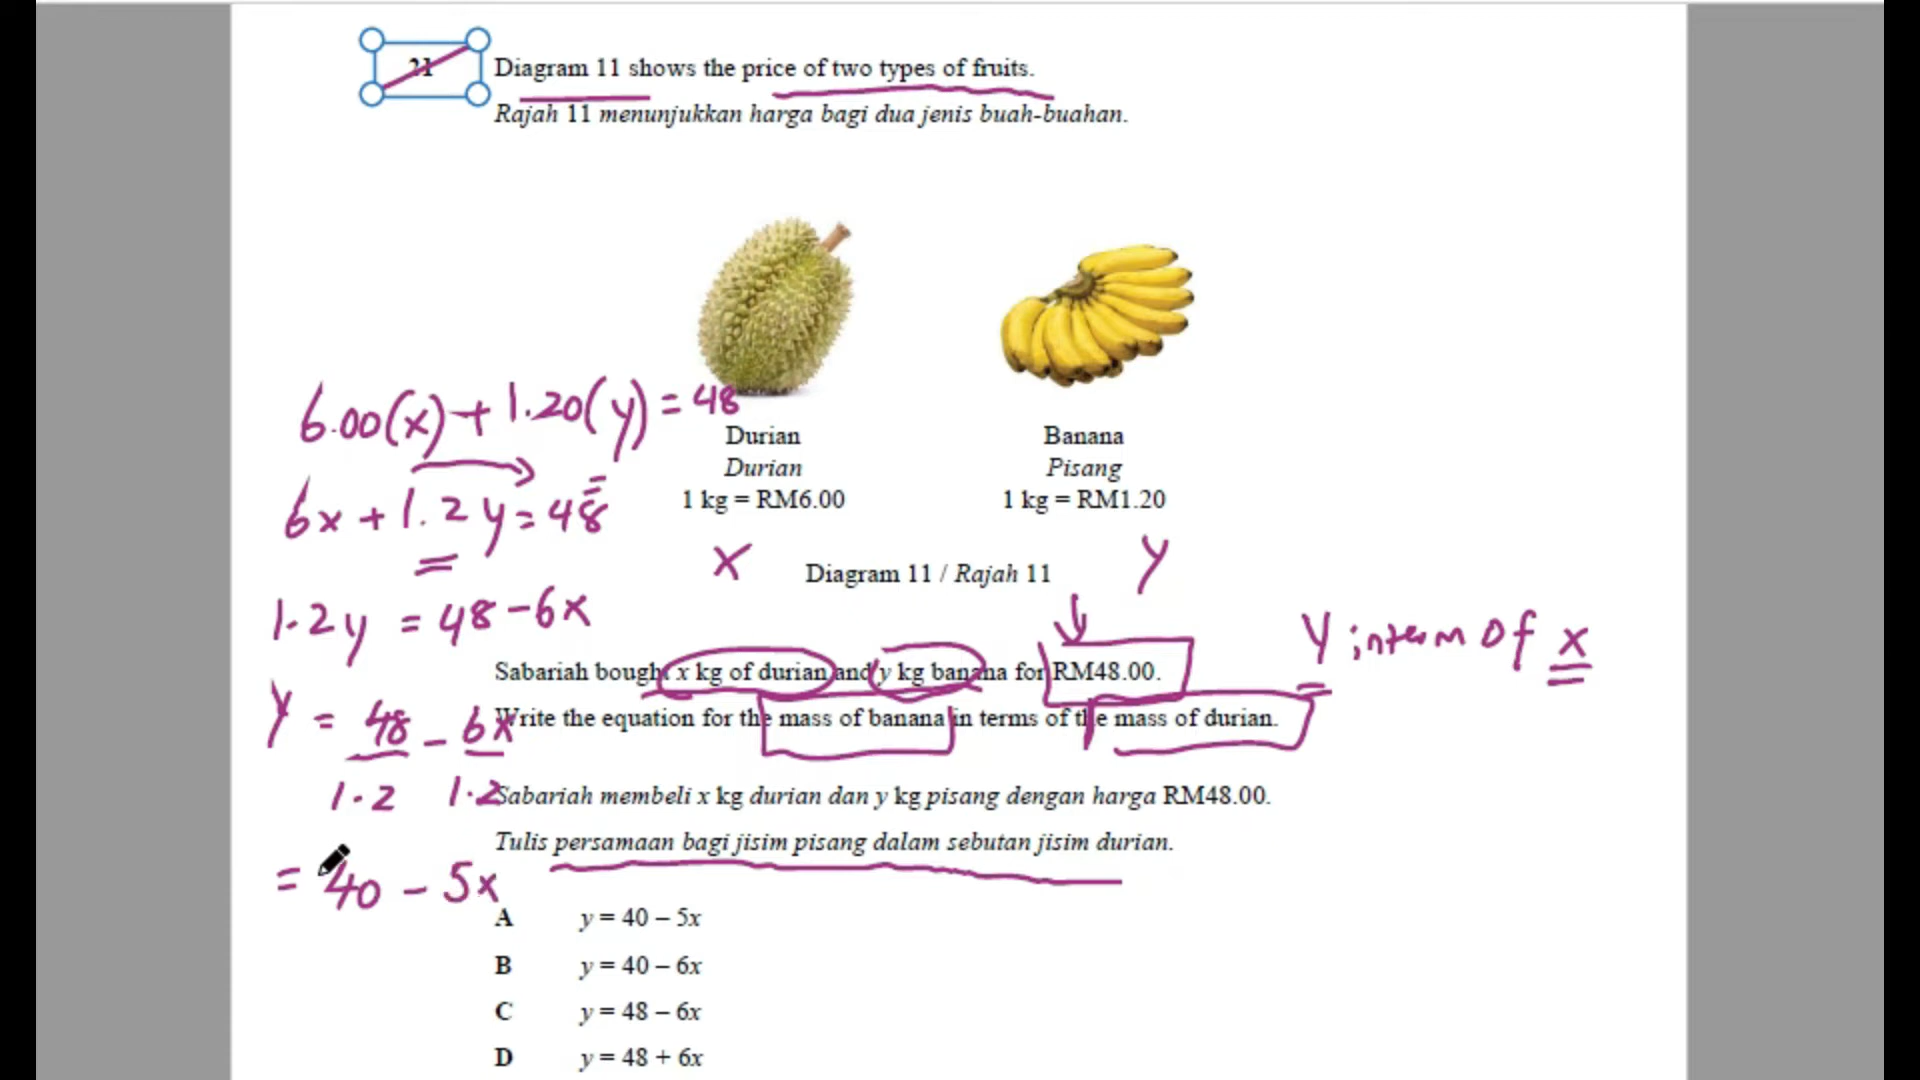 21 Diagram 11 shows the price of two types of fruits.
Rajah 11 menunjukkan harga bagi dua jenis buah-buahan.
6.00(x) + 1.20(y) = 48
Durian Banana
Durian Pisang
1 kg = RM6.00 1 kg = RM1.20
6x + 1.2y = 48
x y
Diagram 11 / Rajah 11
1.2y = 48 - 6x
y interm of x
Sabariah bought x kg of durian and y kg banana for RM48.00.
Write the equation for the mass of banana in terms of the mass of durian.
y = 48 - 6x
1.2 1.2
Sabariah membeli x kg durian dan y kg pisang dengan harga RM48.00.
Tulis persamaan bagi jisim pisang dalam sebutan jisim durian.
= 40 - 5x
A y = 40 – 5x
B y = 40 – 6x
C y = 48 – 6x
D y = 48 + 6x